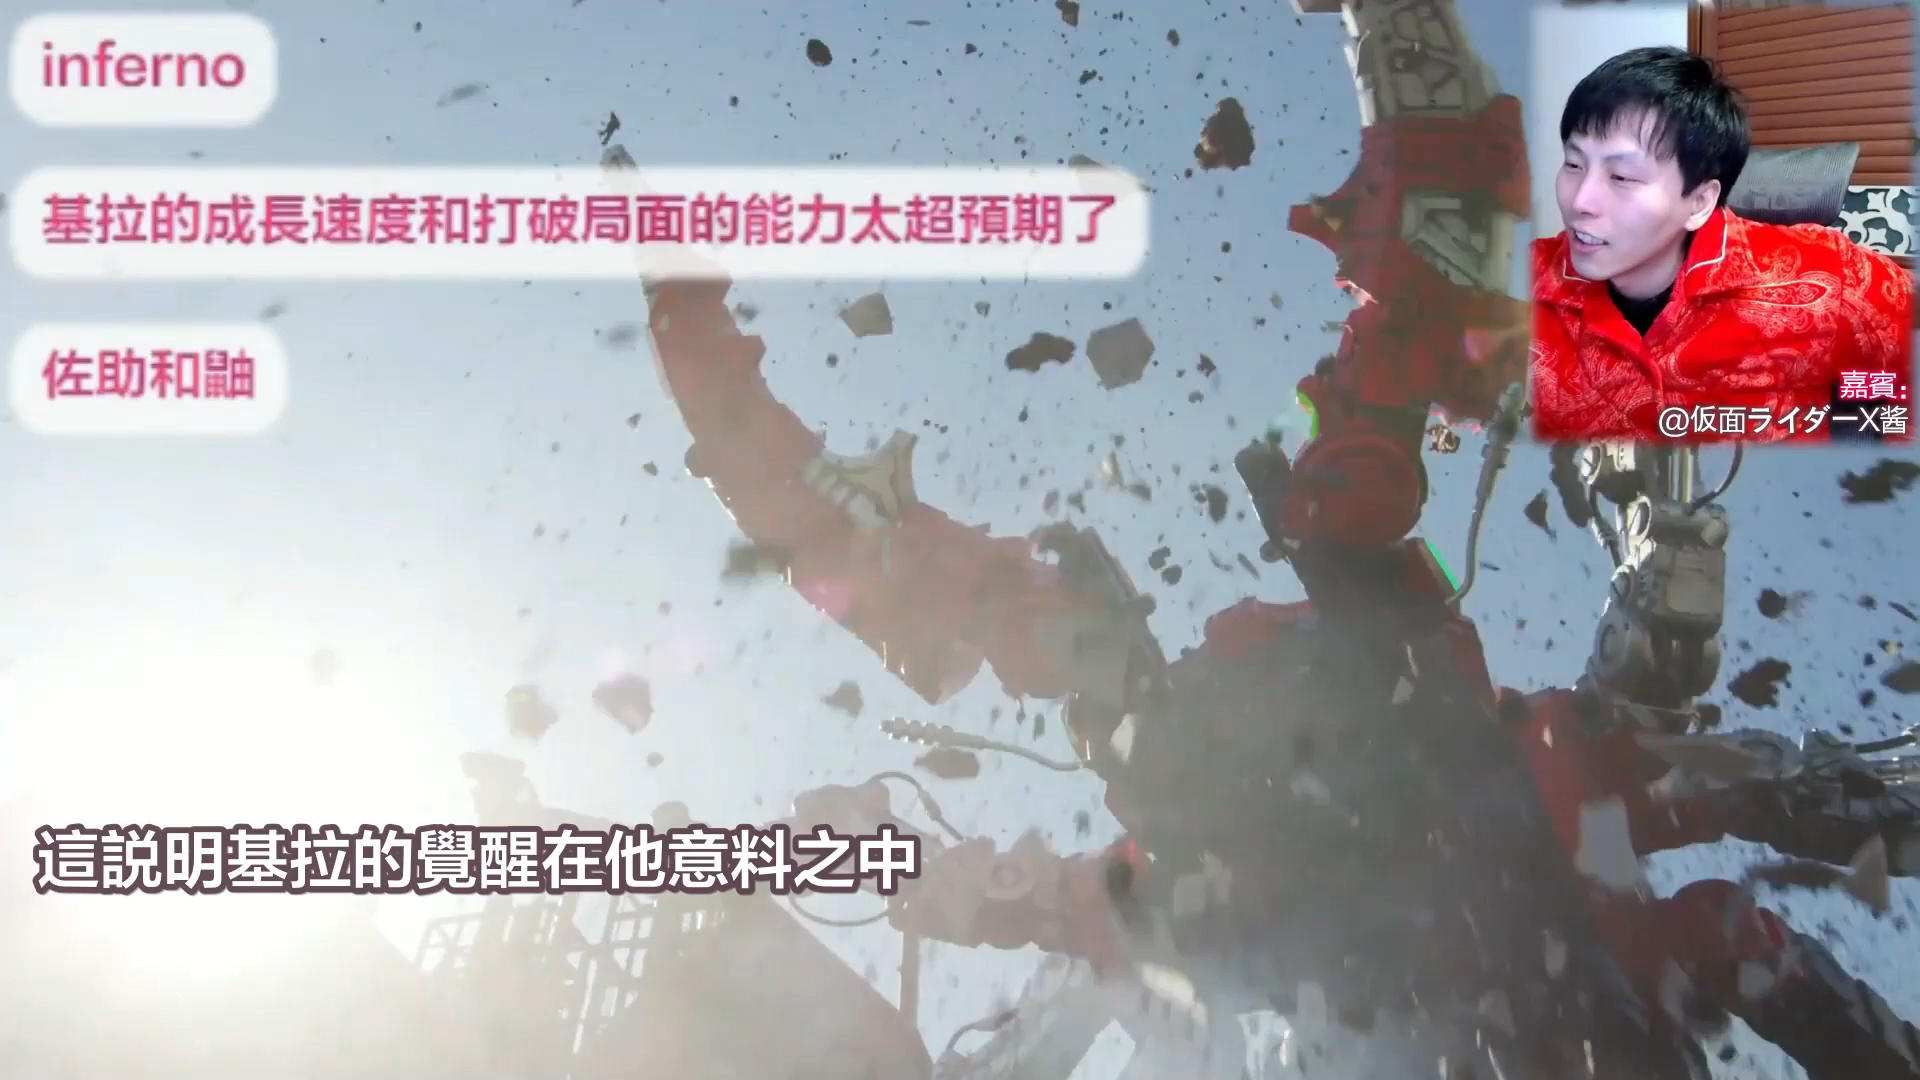 inferno
基拉的成長速度和打破局面的能力太超預期了
佐助和鼬
嘉賓:
@仮面ライダーX酱
這説明基拉的覺醒在他意料之中